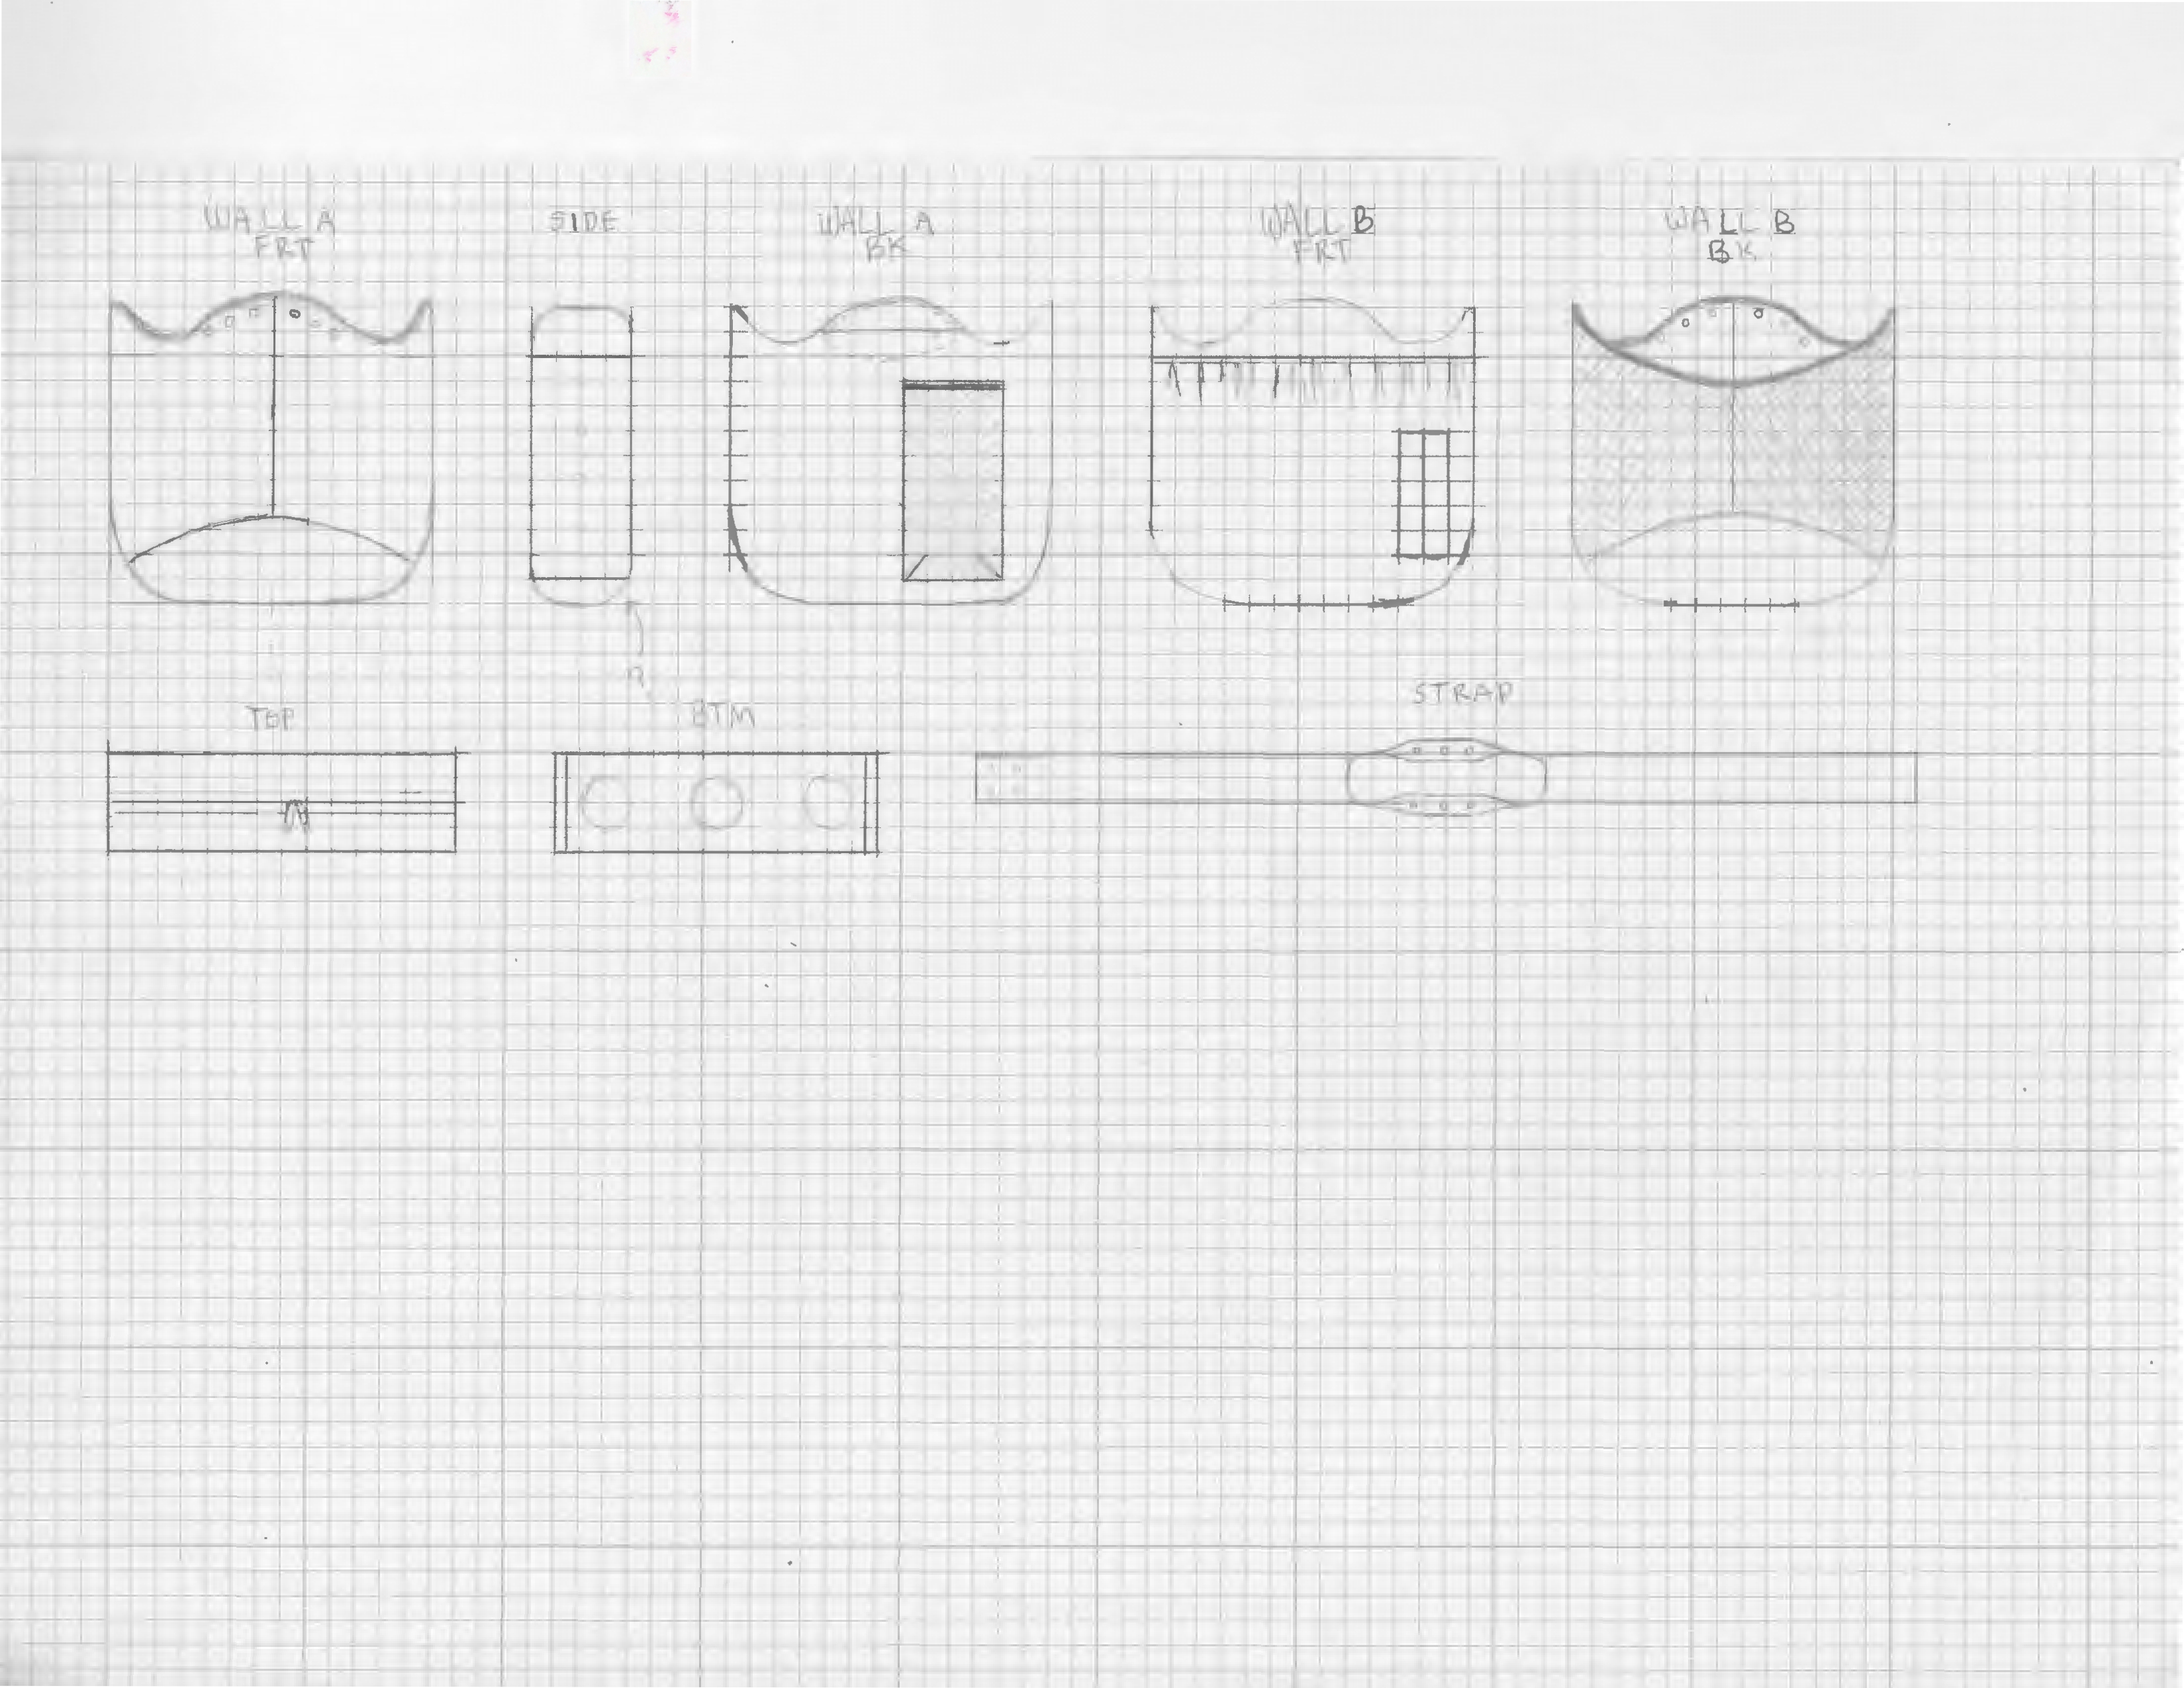 WALL A
FRT
SIDE
WALL A
BK
WALL B
FRT
WALL B
BK
TOP
BTM
STRAP